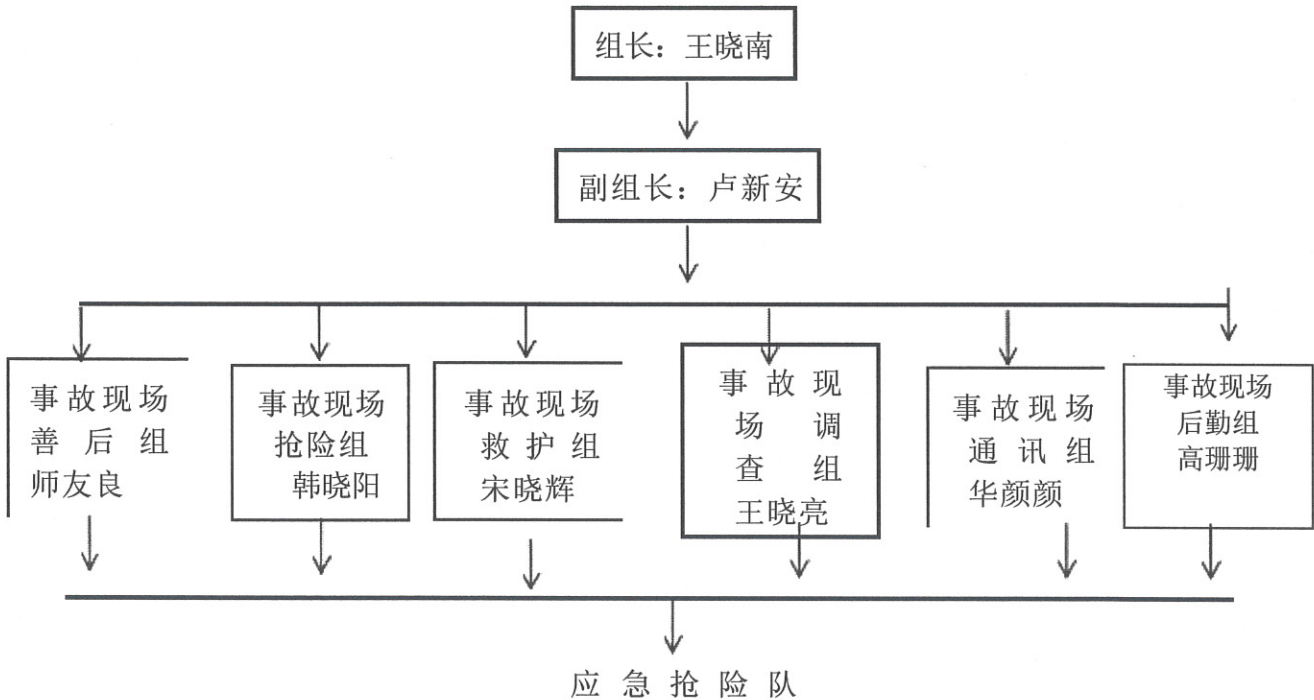 组长：王晓南
副组长：卢新安
事故现场
善后组
师友良
事故现场
抢险组
韩晓阳
事故现场
救护组
宋晓辉
事故现
场调
查组
王晓亮
事故现场
通讯组
华颜颜
事故现场
后勤组
高珊珊
应急抢险队